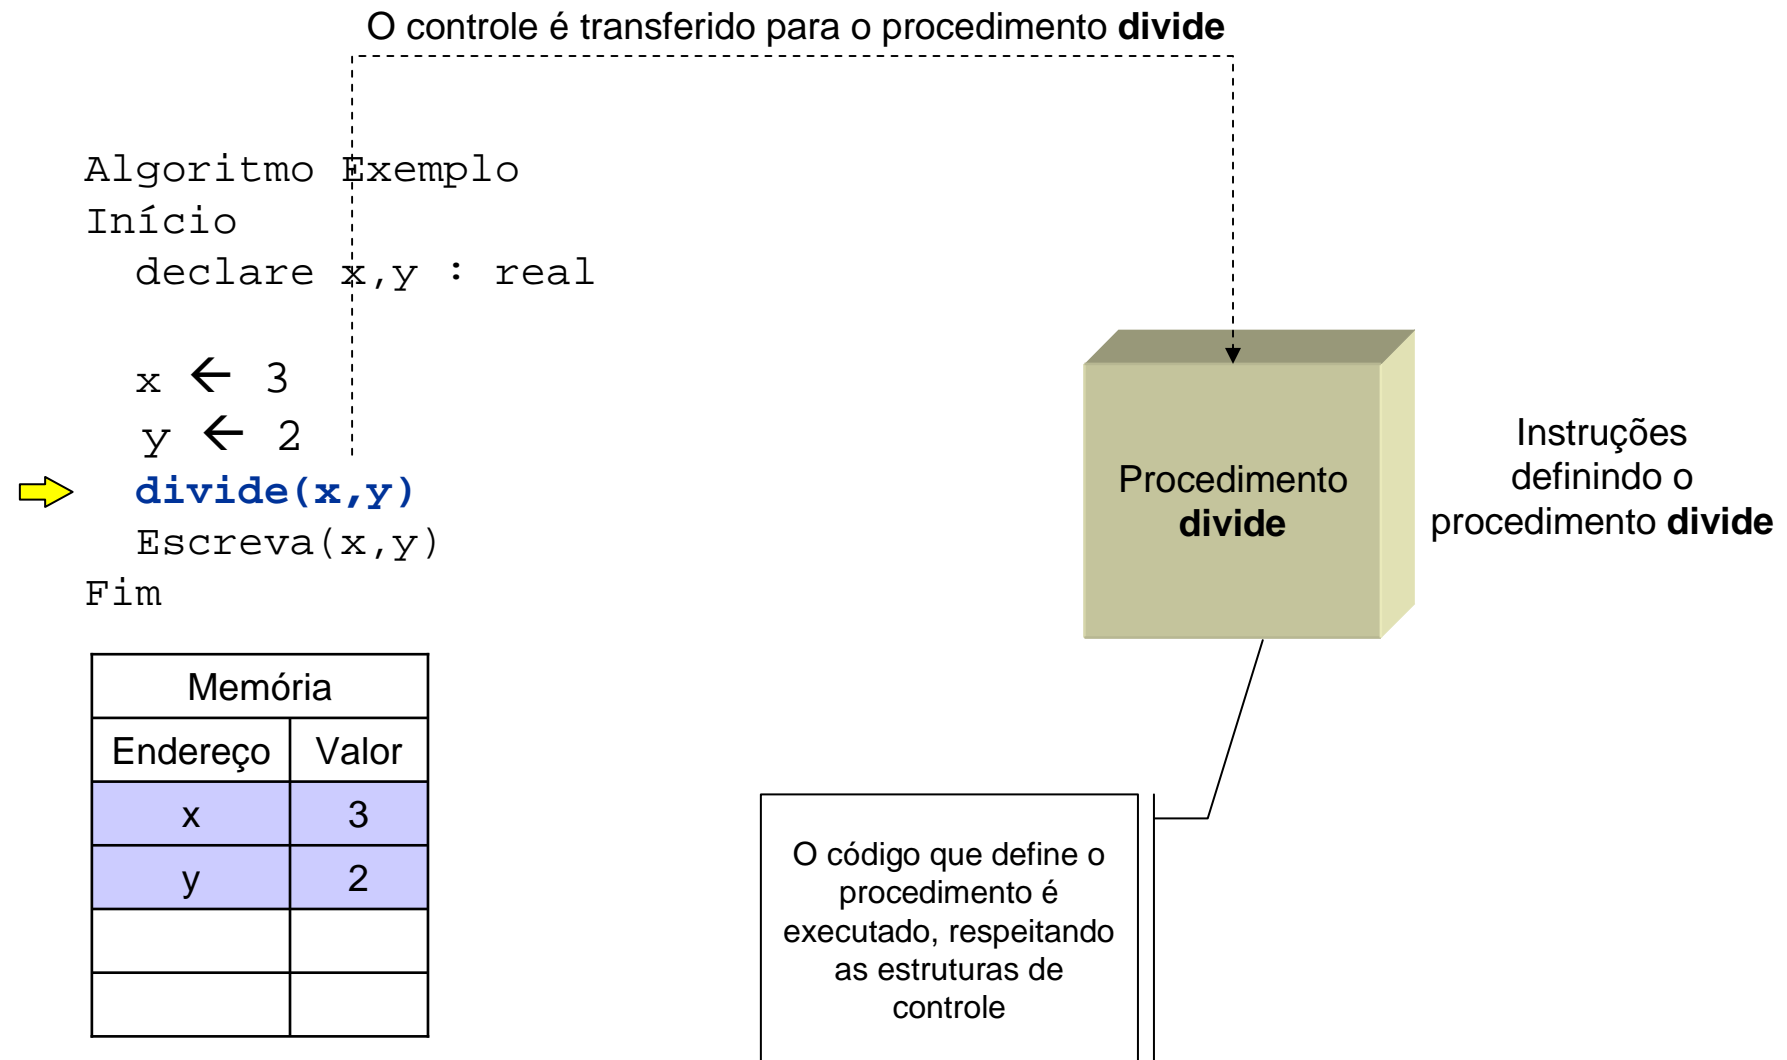 O controle é transferido para o procedimento divide
Algoritmo Exemplo
Início
declare x,y : real
x ← 3
y ← 2
divide(x,y)
Escreva(x,y)
Fim
Procedimento
divide
Instruções
definindo o
procedimento divide
Memória
Endereço Valor
x 3
y 2
O código que define o
procedimento é
executado, respeitando
as estruturas de
controle